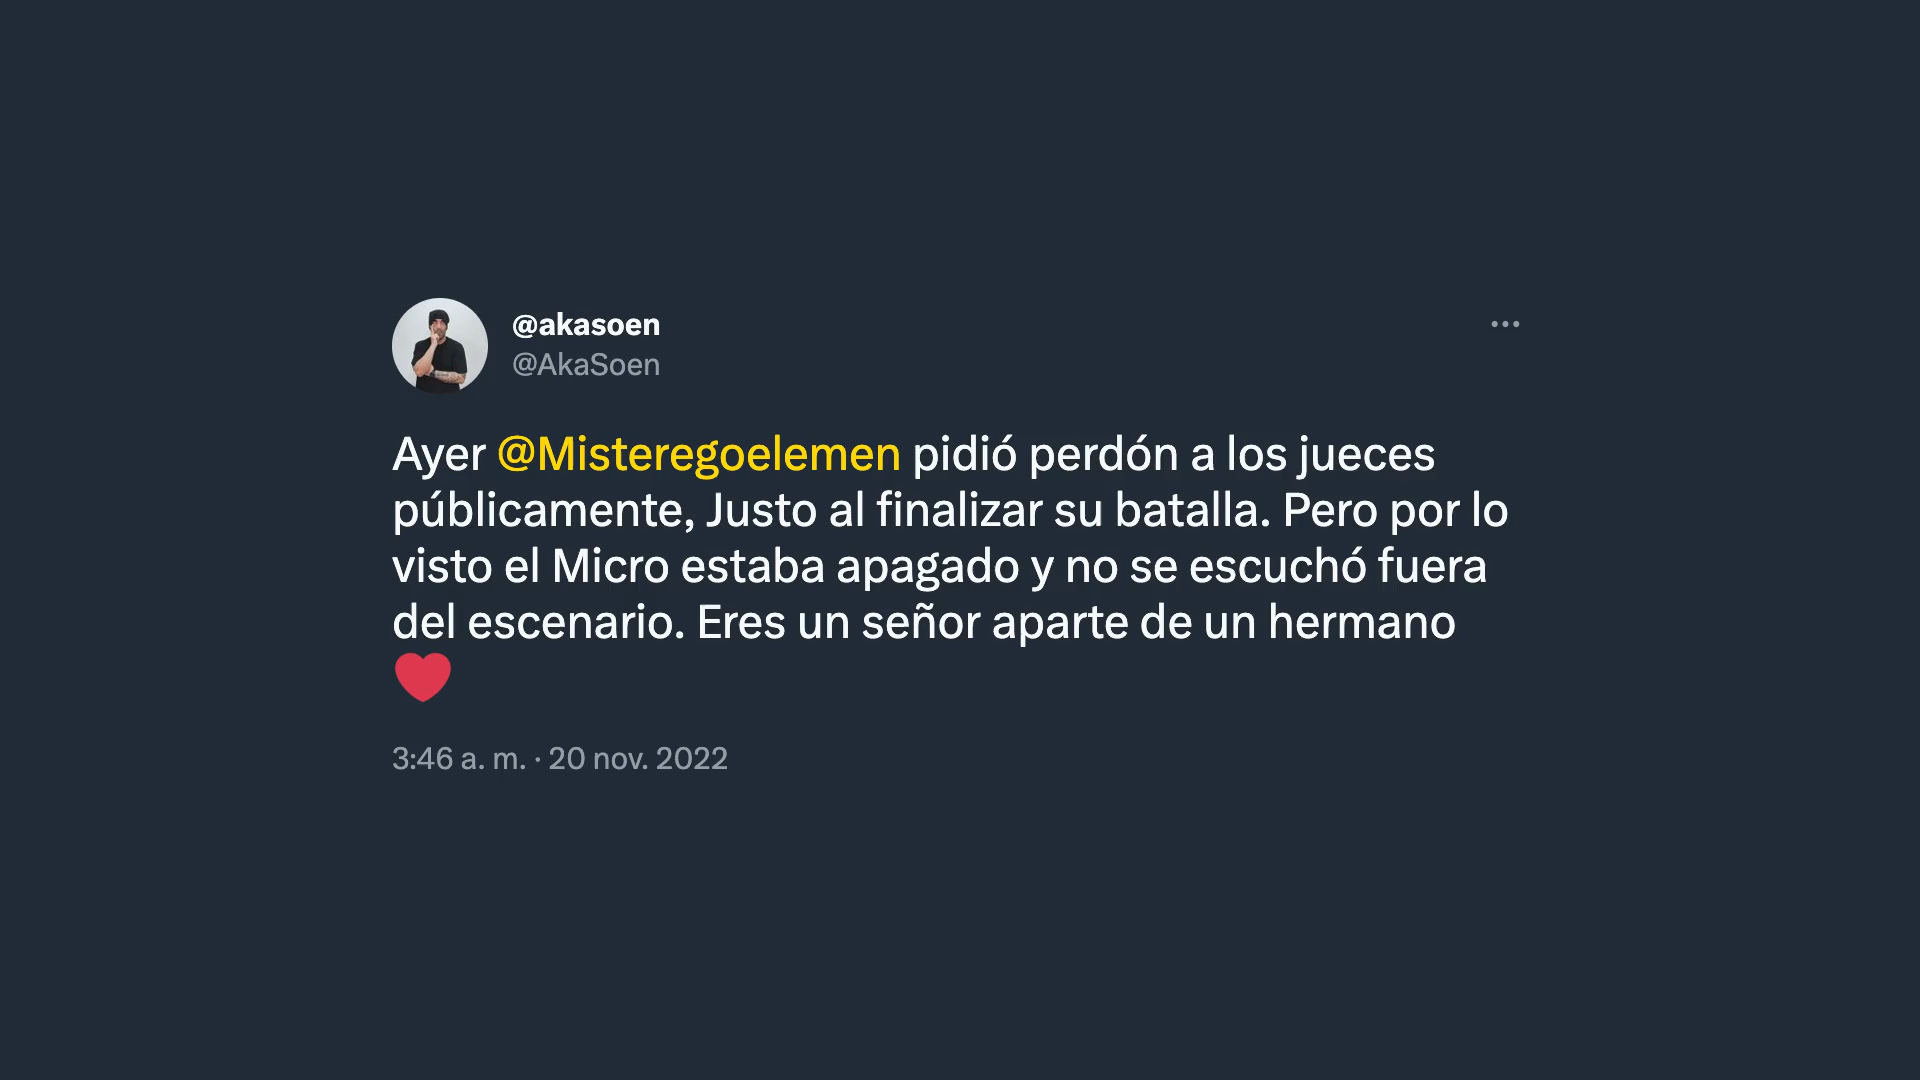 @akasoen
@AkaSoen
Ayer @Misteregoelemen pidió perdón a los jueces
públicamente, Justo al finalizar su batalla. Pero por lo
visto el Micro estaba apagado y no se escuchó fuera
del escenario. Eres un señor aparte de un hermano
❤️
3:46 a. m. · 20 nov. 2022